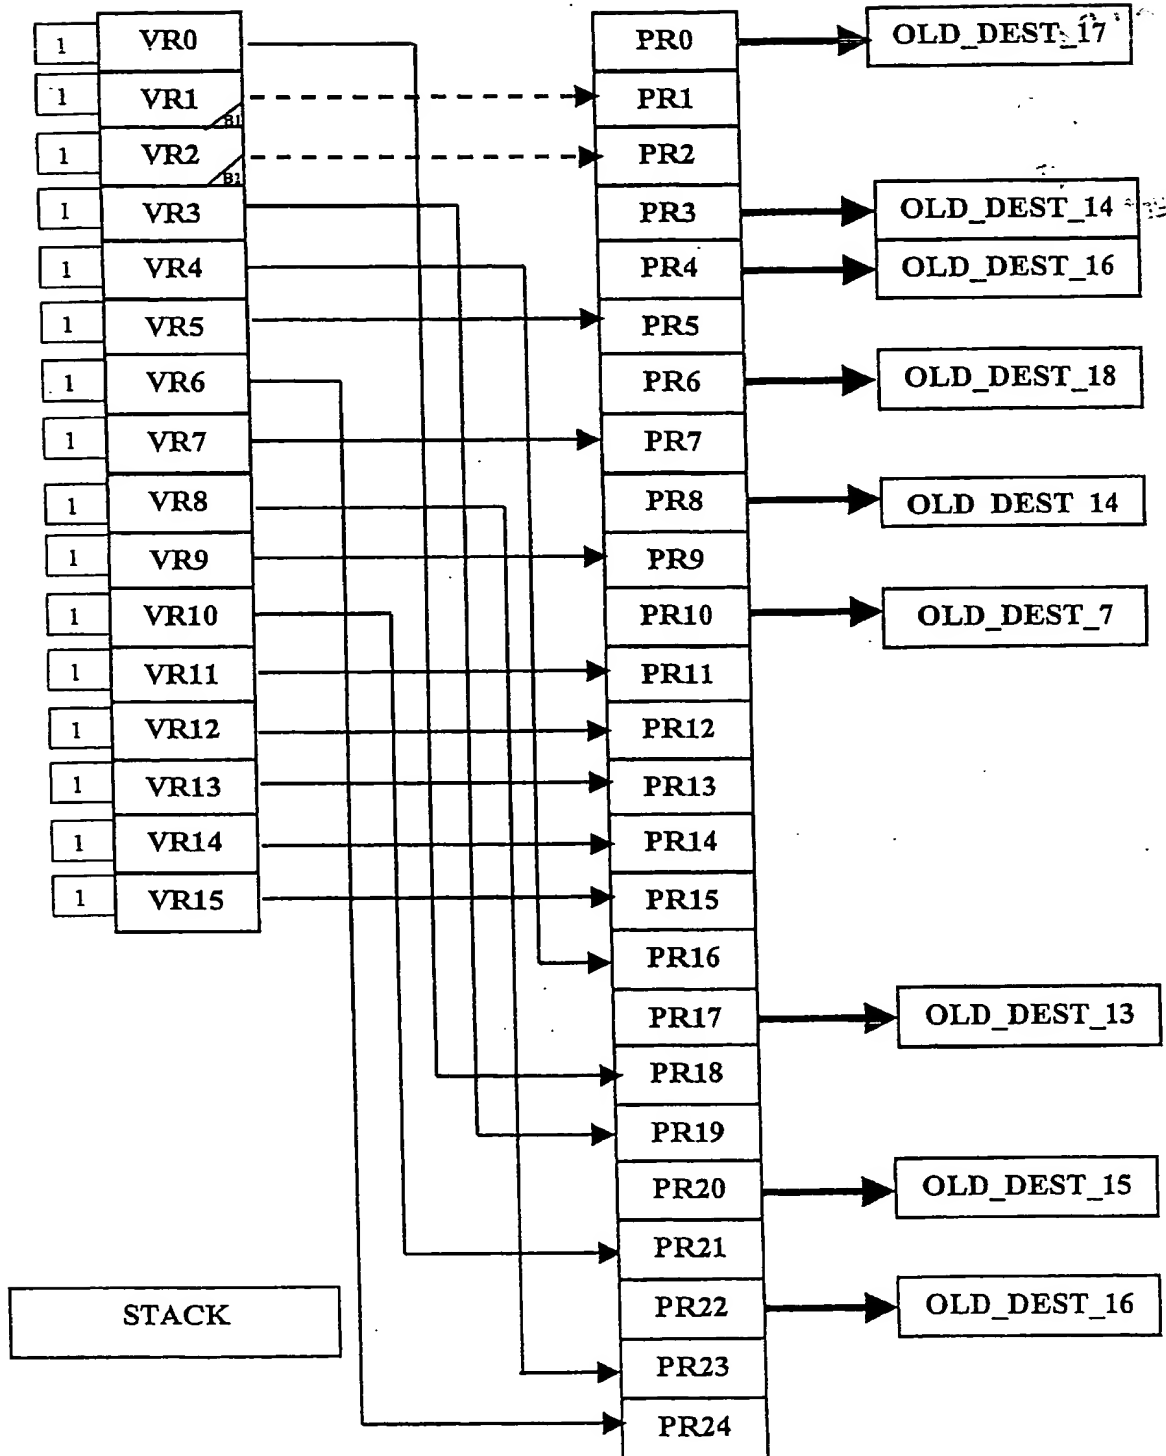 1 VR0 PR0 OLD_DEST_17
1 VR1 B1 PR1
1 VR2 B1 PR2
1 VR3 PR3 OLD_DEST_14
1 VR4 PR4 OLD_DEST_16
1 VR5 PR5
1 VR6 PR6 OLD_DEST_18
1 VR7 PR7
1 VR8 PR8 OLD DEST 14
1 VR9 PR9
1 VR10 PR10 OLD_DEST_7
1 VR11 PR11
1 VR12 PR12
1 VR13 PR13
1 VR14 PR14
1 VR15 PR15
PR16
PR17 OLD_DEST_13
PR18
PR19
PR20 OLD_DEST_15
PR21
STACK PR22 OLD_DEST_16
PR23
PR24